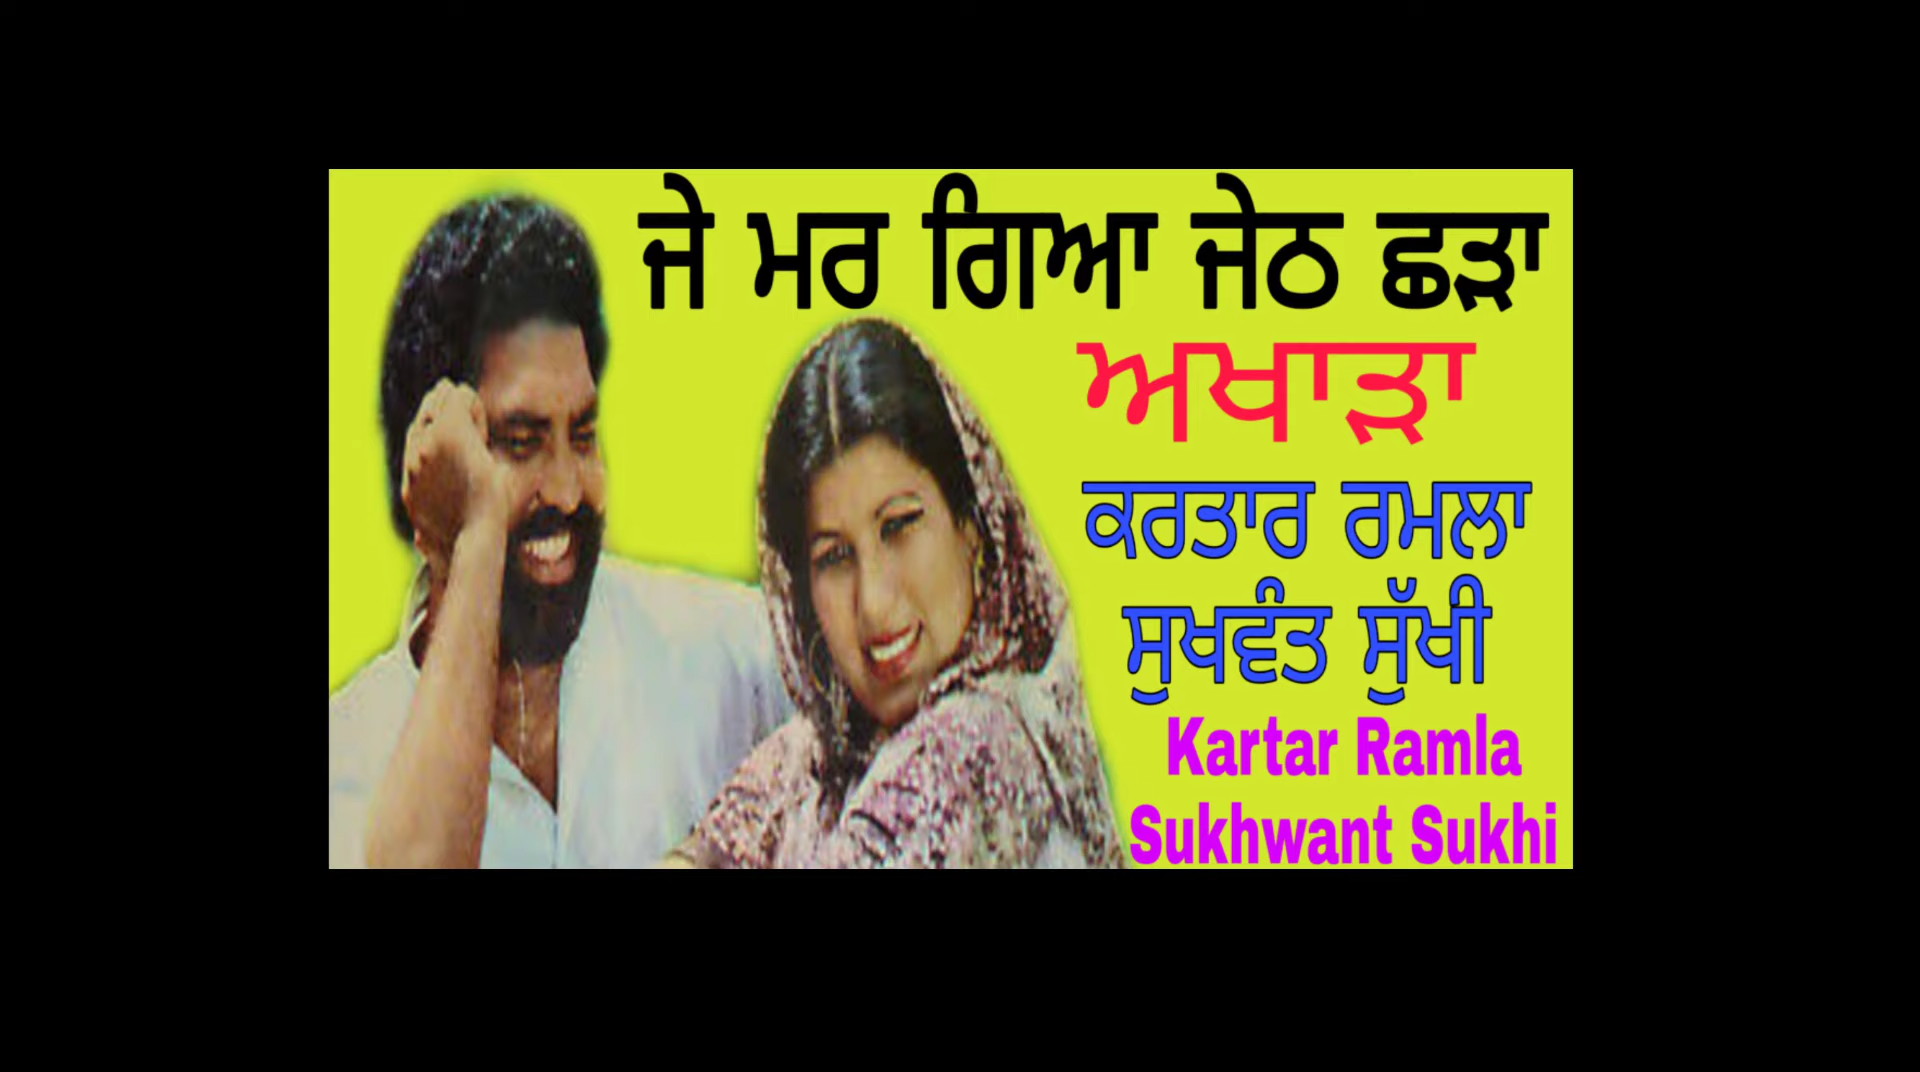 ਜੇ ਮਰ ਗਿਆ ਜੇਠ ਛੜਾ
ਅਖਾੜਾ
ਕਰਤਾਰ ਰਮਲਾ
ਸੁਖਵੰਤ ਸੁੱਖੀ
Kartar Ramla
Sukhwant Sukhi